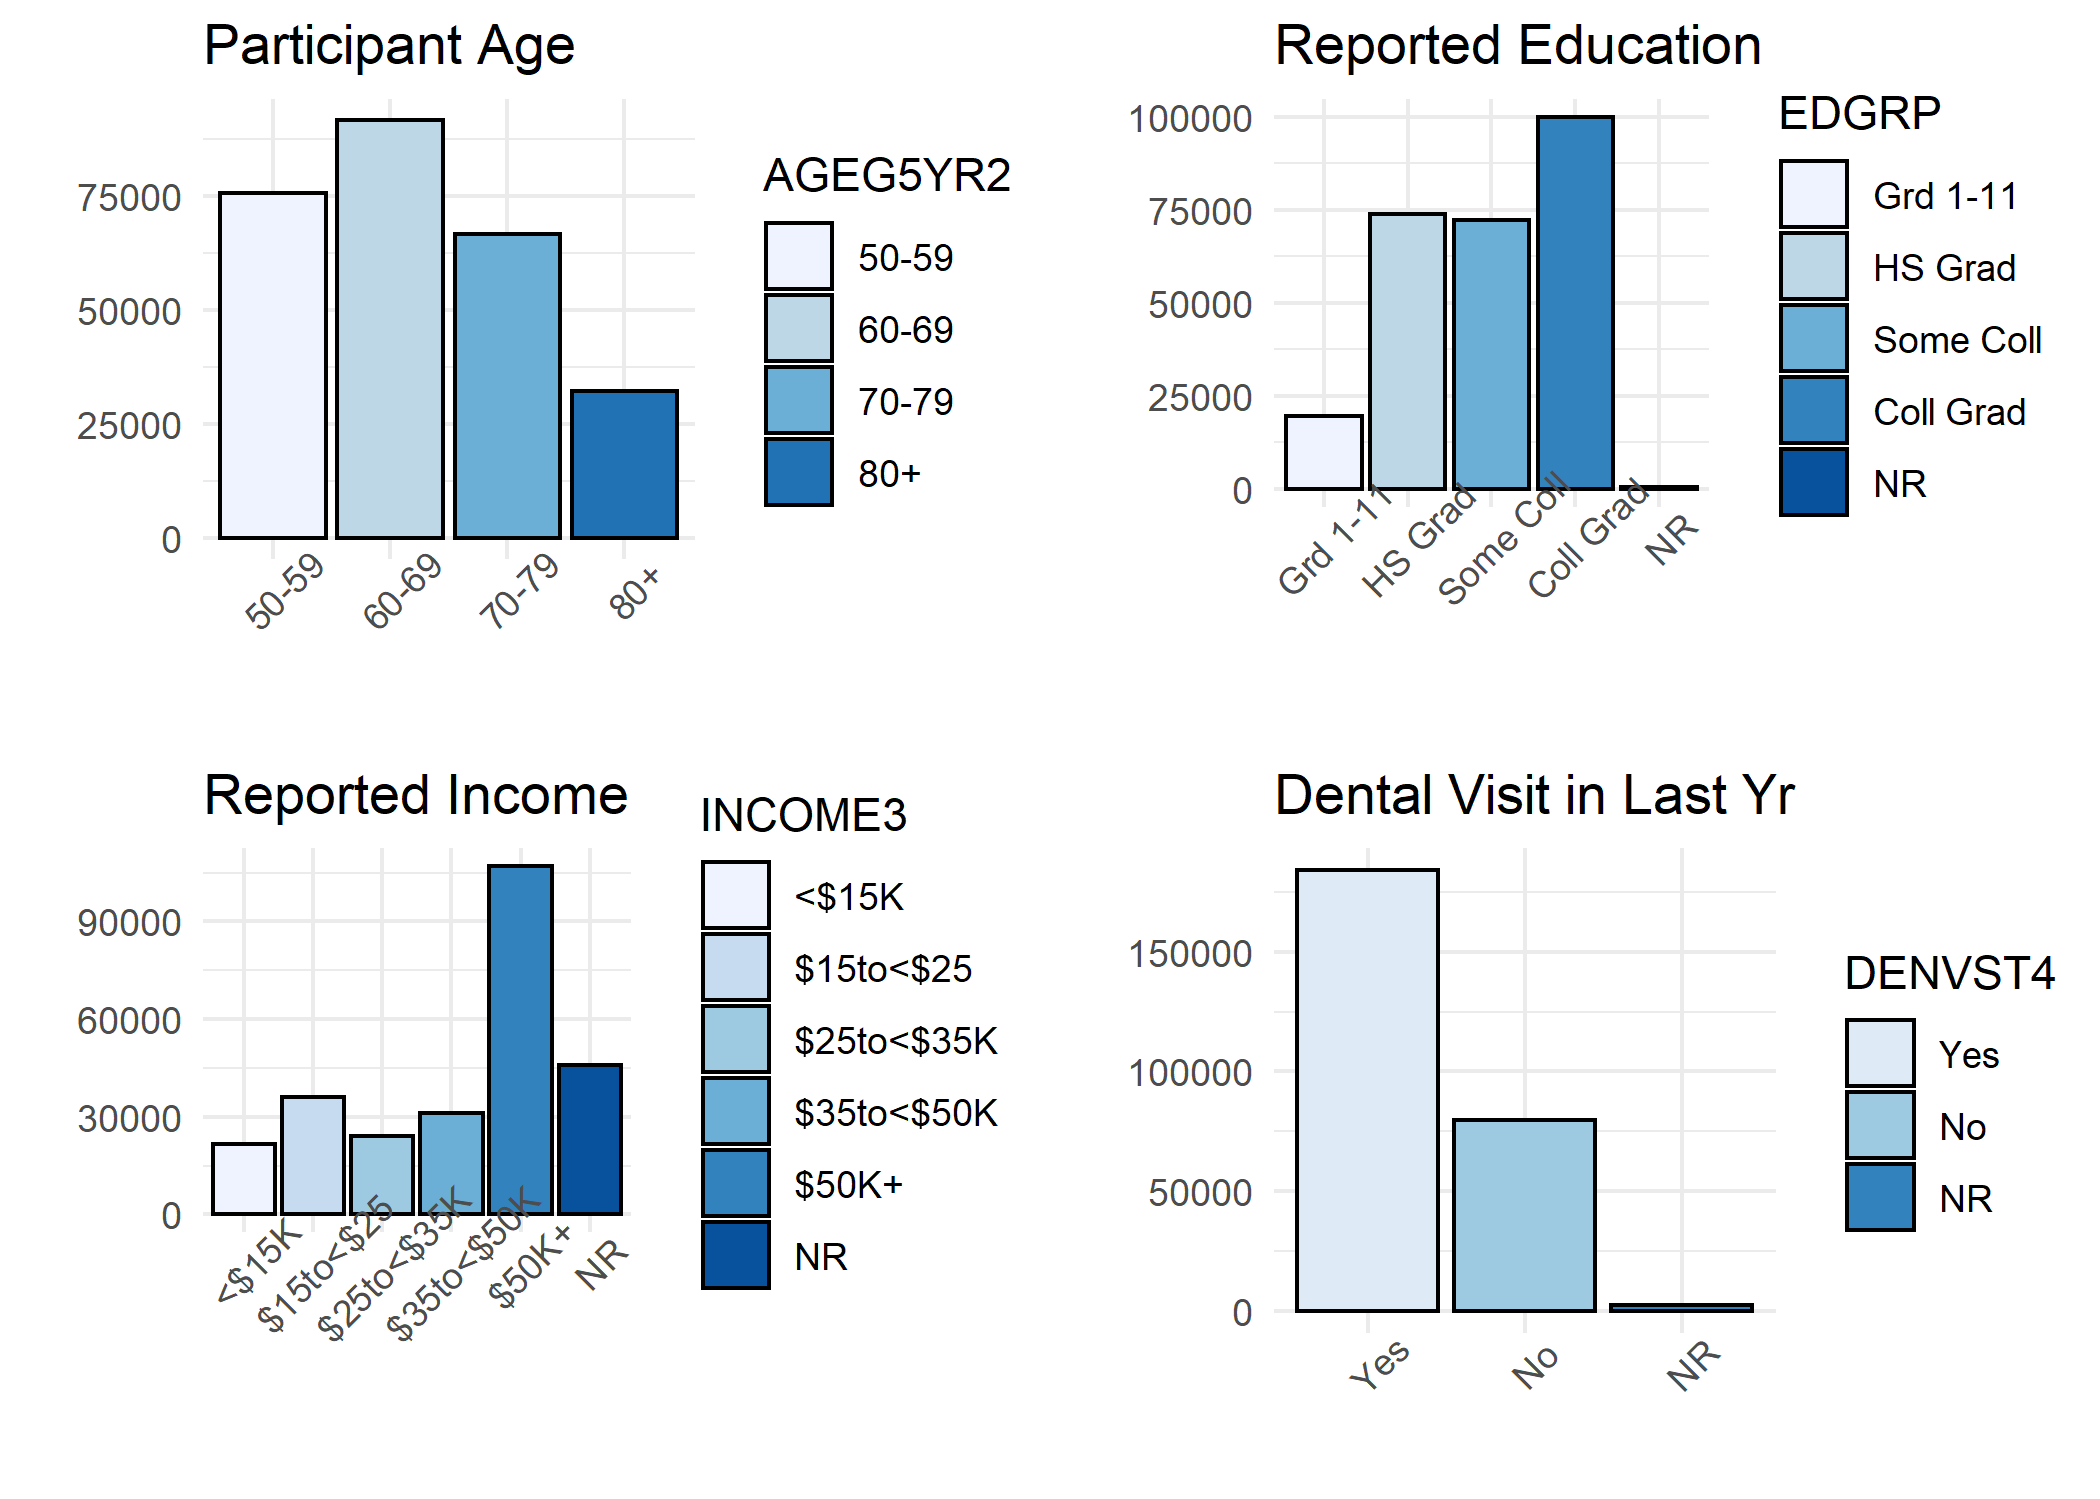 Participant Age
75000
50000
25000
0
50-59
60-69
70-79
80+
AGEG5YR2
50-59
60-69
70-79
80+
Reported Education
100000
75000
50000
25000
0
Grd 1-11
HS Grad
Some Coll
Coll Grad
NR
EDGRP
Grd 1-11
HS Grad
Some Coll
Coll Grad
NR
Reported Income
90000
60000
30000
0
<$15K
$15to<$25
$25to<$35K
$35to<$50K
$50K+
NR
INCOME3
<$15K
$15to<$25
$25to<$35K
$35to<$50K
$50K+
NR
Dental Visit in Last Yr
150000
100000
50000
0
Yes
No
NR
DENVST4
Yes
No
NR